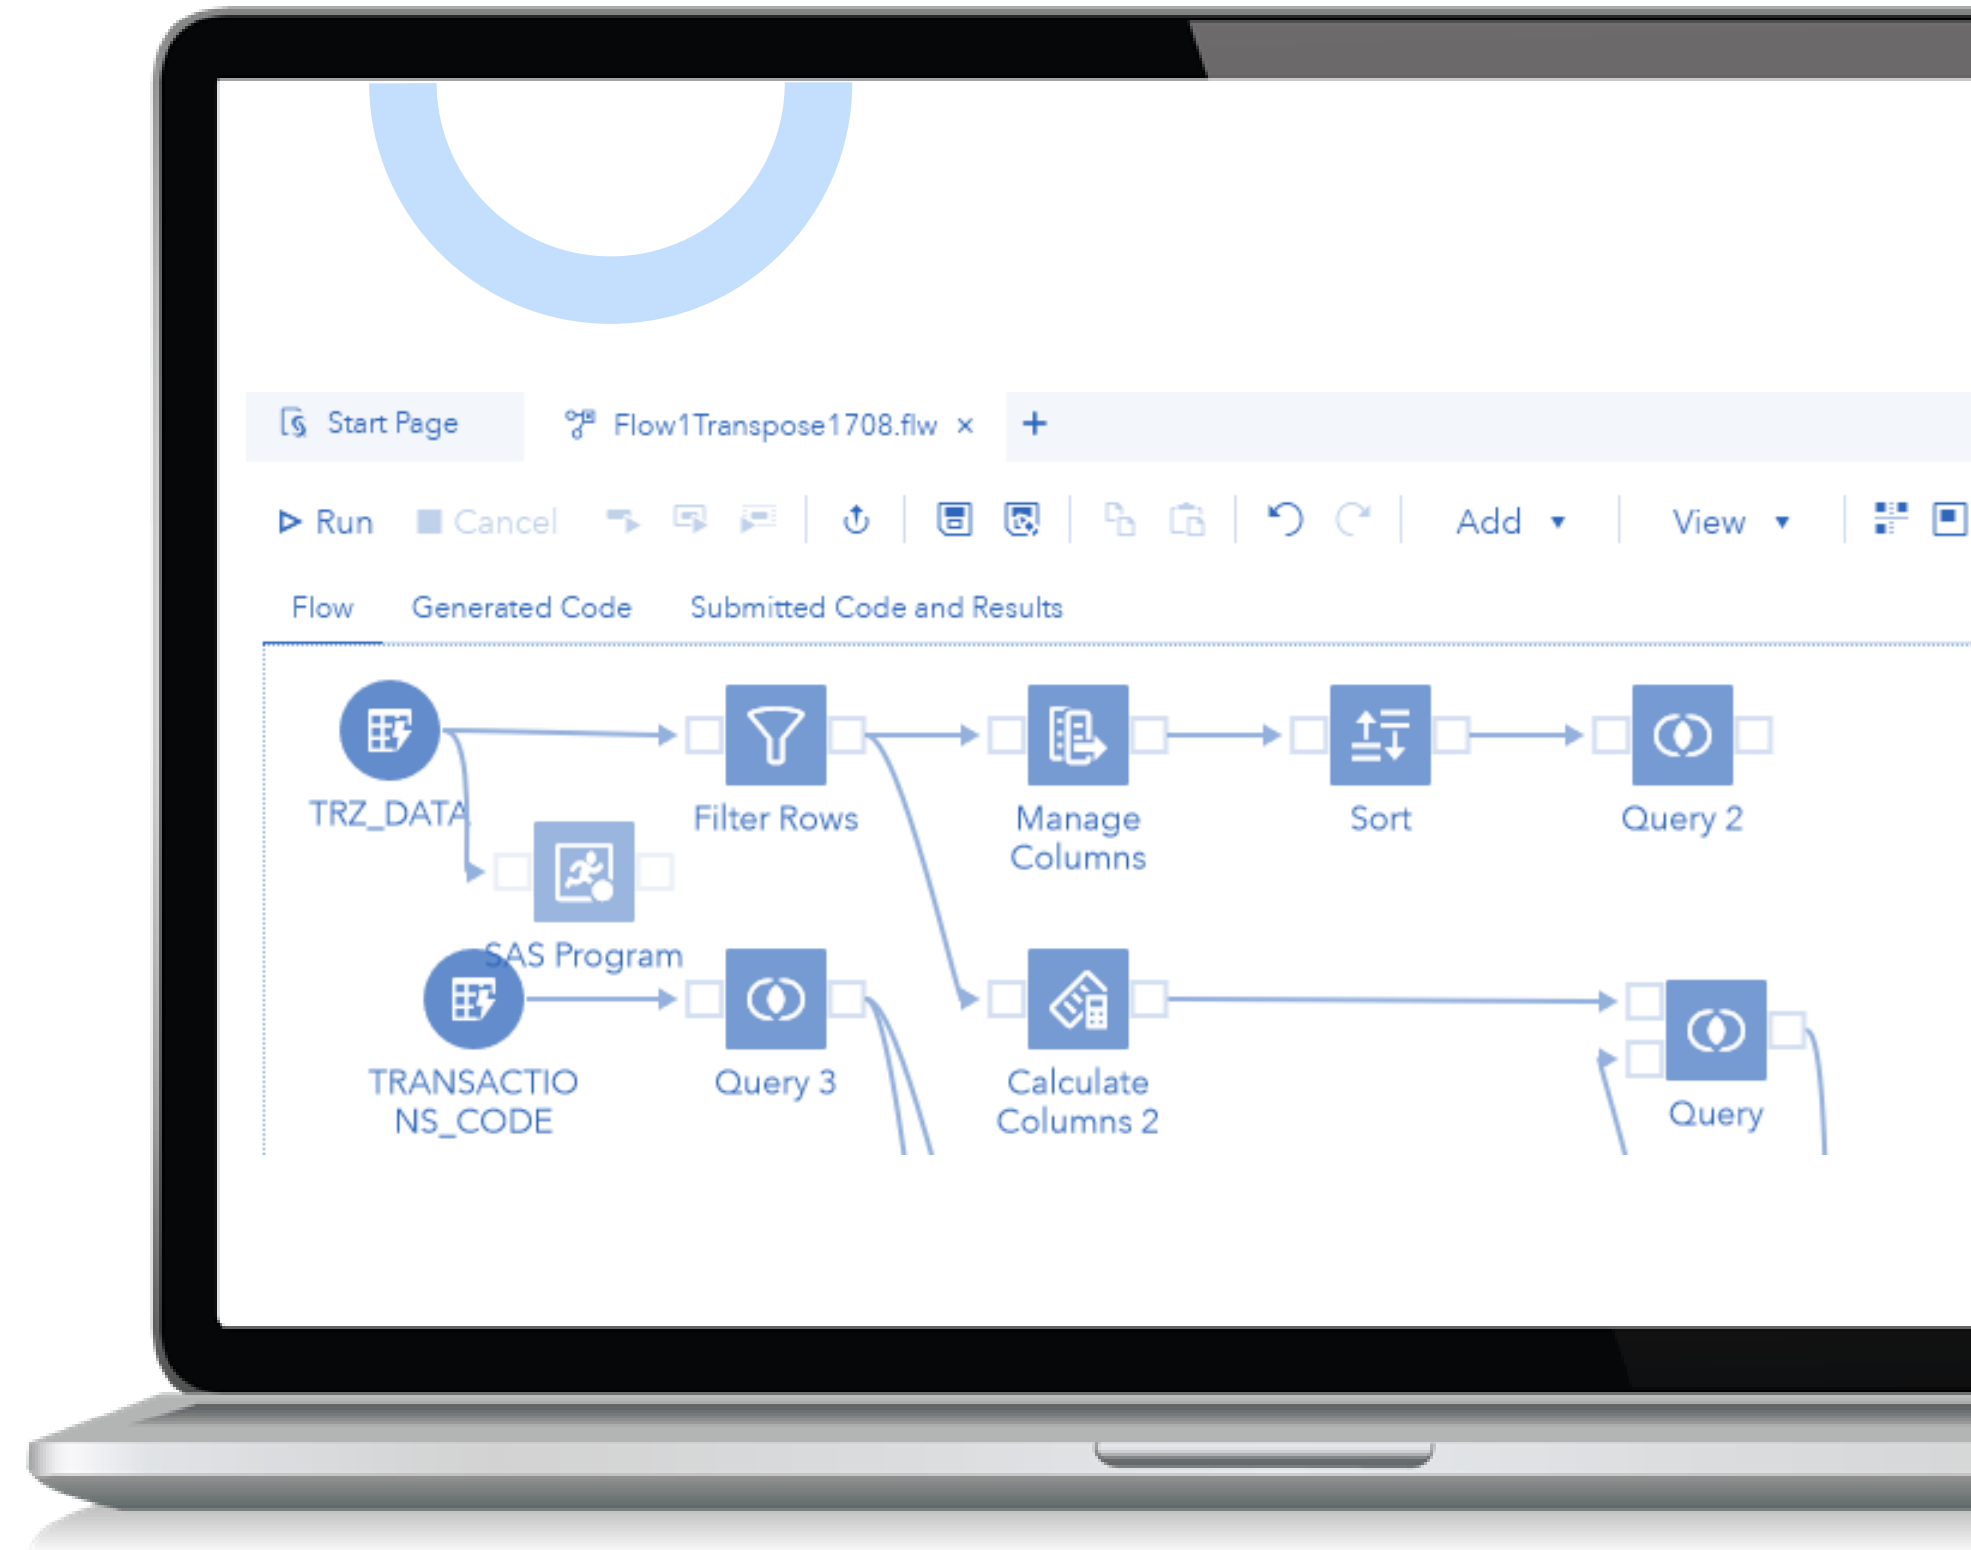 Start Page
Flow1Transpose1708.flw
Run
Cancel
Add
View
Flow
Generated Code
Submitted Code and Results
TRZ_DATA
Filter Rows
Manage
Columns
Sort
Query 2
SAS Program
TRANSACTIO
NS_CODE
Query 3
Calculate
Columns 2
Query